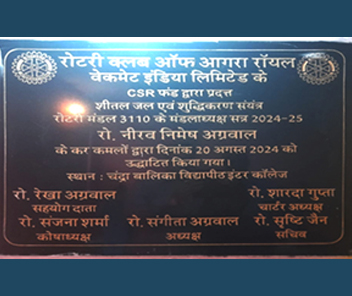 रोटरी क्लब ऑफ आगरा रॉयल
वेकमेट इंडिया लिमिटेड के
CSR फंड द्वारा प्रदत्त
शीतल जल एवं शुद्धिकरण संयंत्र
रोटरी मंडल 3110 के मंडलाध्यक्ष सत्र 2024-25
रो. नीरव निमेष अग्रवाल
के कर कमलों द्वारा दिनांक 20 अगस्त 2024 को
उद्घाटित किया गया।
स्थान : चंद्रा बालिका विद्यापीठ इंटर कॉलेज
रो. रेखा अग्रवाल रो. शारदा गुप्ता
सहयोग दाता चार्टर अध्यक्ष
रो. संजना शर्मा रो. संगीता अग्रवाल रो. सृष्टि जैन
कोषाध्यक्ष अध्यक्ष सचिव